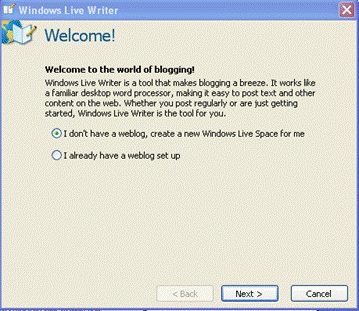 Windows Live Writer
Welcome!
Welcome to the world of blogging!
Windows Live Writer is a tool that makes blogging a breeze. It works like
a familiar desktop word processor, making it easy to post text and other
content on the web. Whether you post regularly or are just getting
started, Windows Live Writer is the tool for you.
I don't have a weblog, create a new Windows Live Space for me
I already have a weblog set up
< Back Next > Cancel